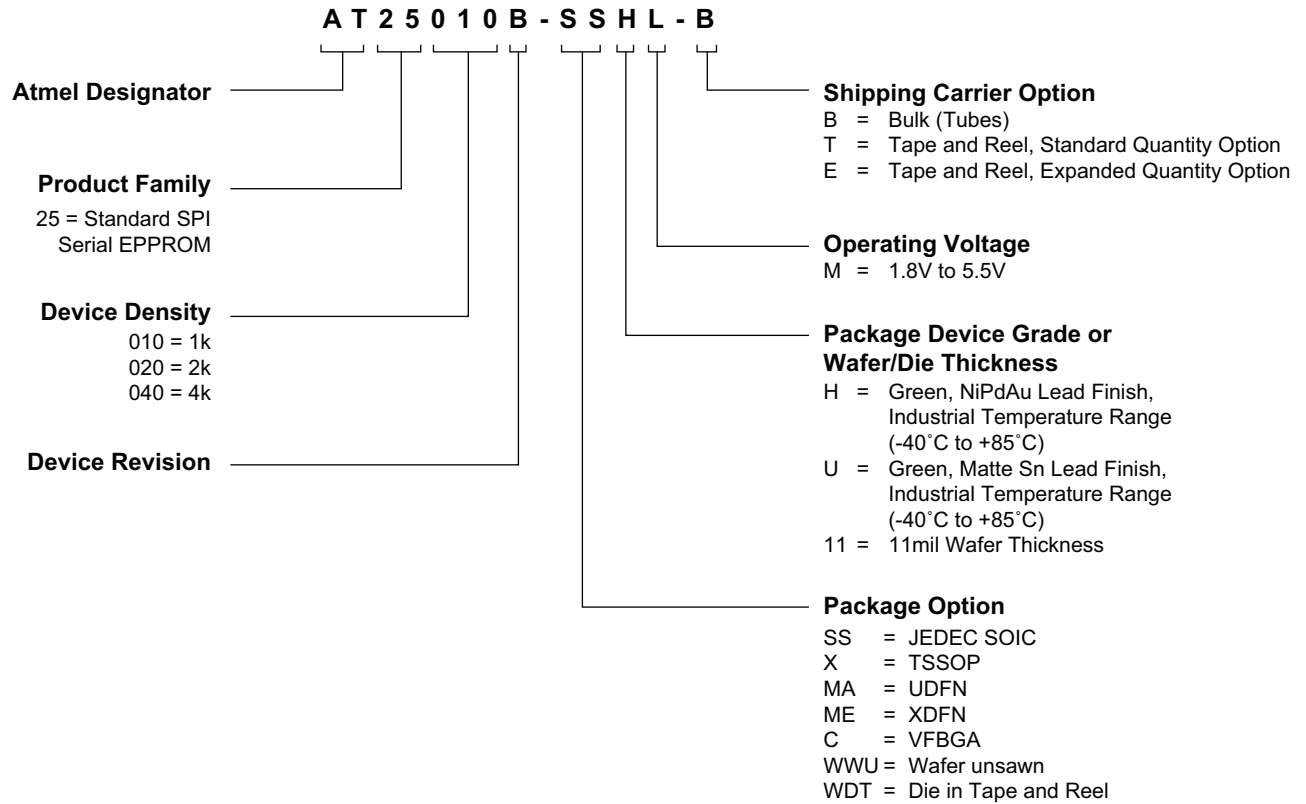 AT25010B-SSHL-B
Atmel Designator
Product Family
25 = Standard SPI
Serial EPPROM
Device Density
010 = 1k
020 = 2k
040 = 4k
Device Revision
Shipping Carrier Option
B = Bulk (Tubes)
T = Tape and Reel, Standard Quantity Option
E = Tape and Reel, Expanded Quantity Option
Operating Voltage
M = 1.8V to 5.5V
Package Device Grade or
Wafer/Die Thickness
H = Green, NiPdAu Lead Finish,
Industrial Temperature Range
(-40˚C to +85˚C)
U = Green, Matte Sn Lead Finish,
Industrial Temperature Range
(-40˚C to +85˚C)
11 = 11mil Wafer Thickness
Package Option
SS = JEDEC SOIC
X = TSSOP
MA = UDFN
ME = XDFN
C = VFBGA
WWU = Wafer unsawn
WDT = Die in Tape and Reel